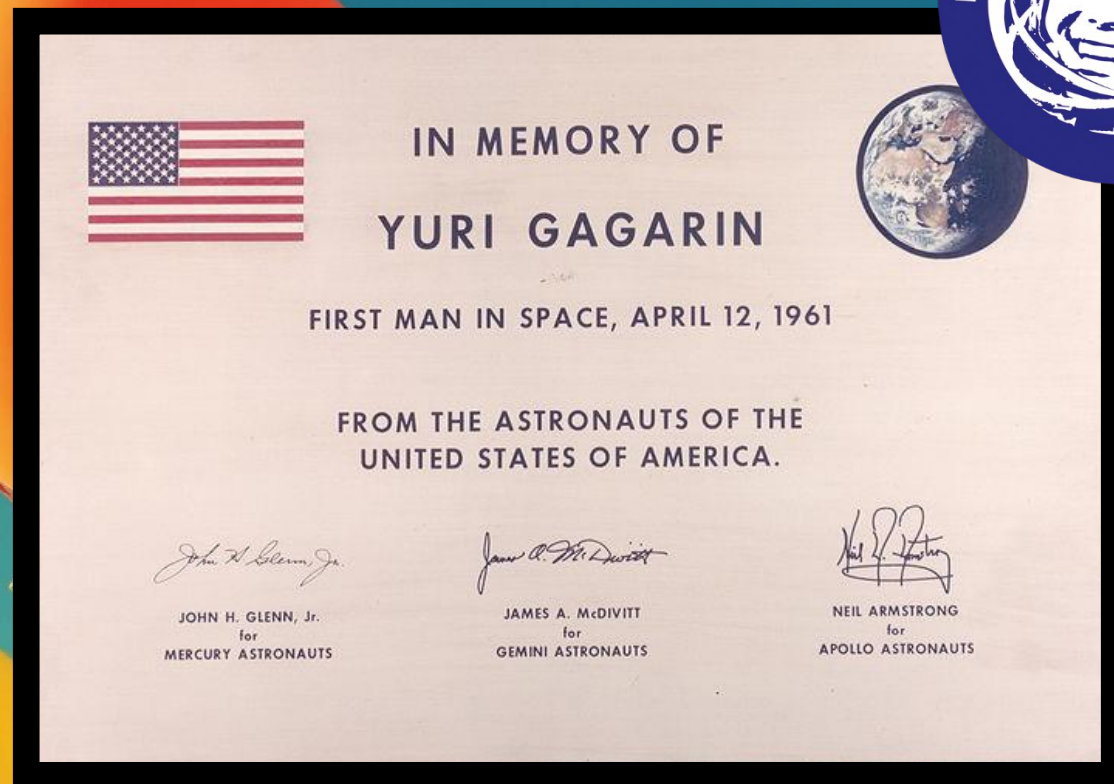 IN MEMORY OF
YURI GAGARIN
FIRST MAN IN SPACE, APRIL 12, 1961
FROM THE ASTRONAUTS OF THE
UNITED STATES OF AMERICA.
John H Glenn, Jr.
James A. McDivitt
Neil A. Armstrong
JOHN H. GLENN, Jr.
for
MERCURY ASTRONAUTS
JAMES A. McDIVITT
for
GEMINI ASTRONAUTS
NEIL ARMSTRONG
for
APOLLO ASTRONAUTS